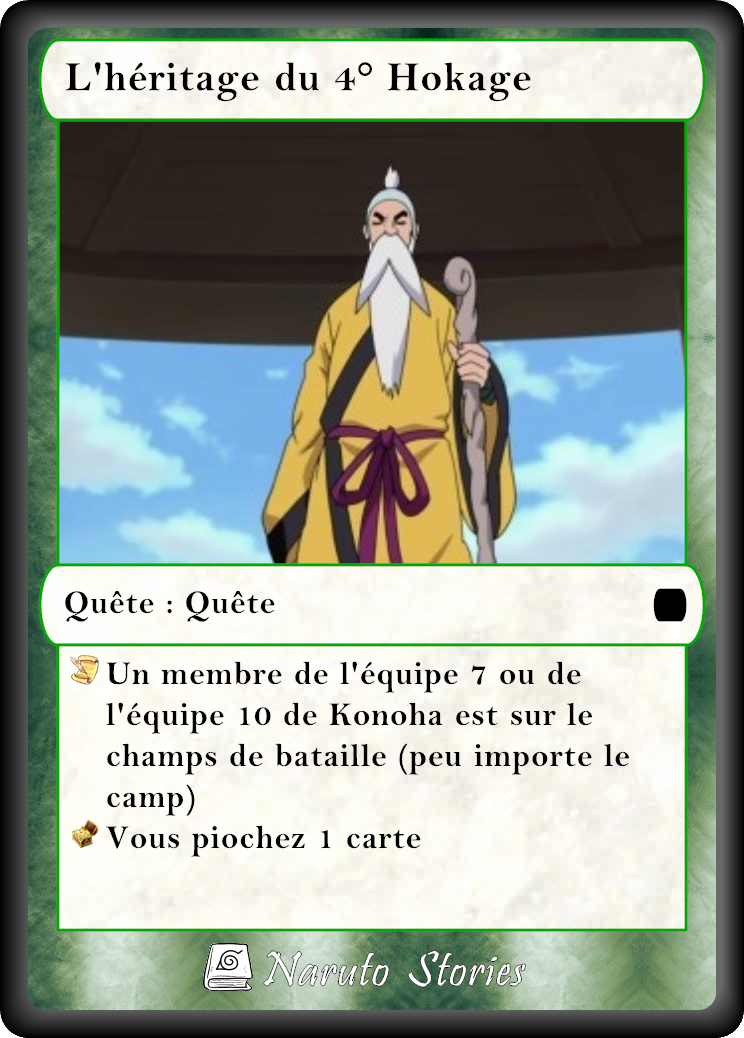 L'héritage du 4° Hokage
Quête : Quête
Un membre de l'équipe 7 ou de
l'équipe 10 de Konoha est sur le
champs de bataille (peu importe le
camp)
Vous piochez 1 carte
Naruto Stories